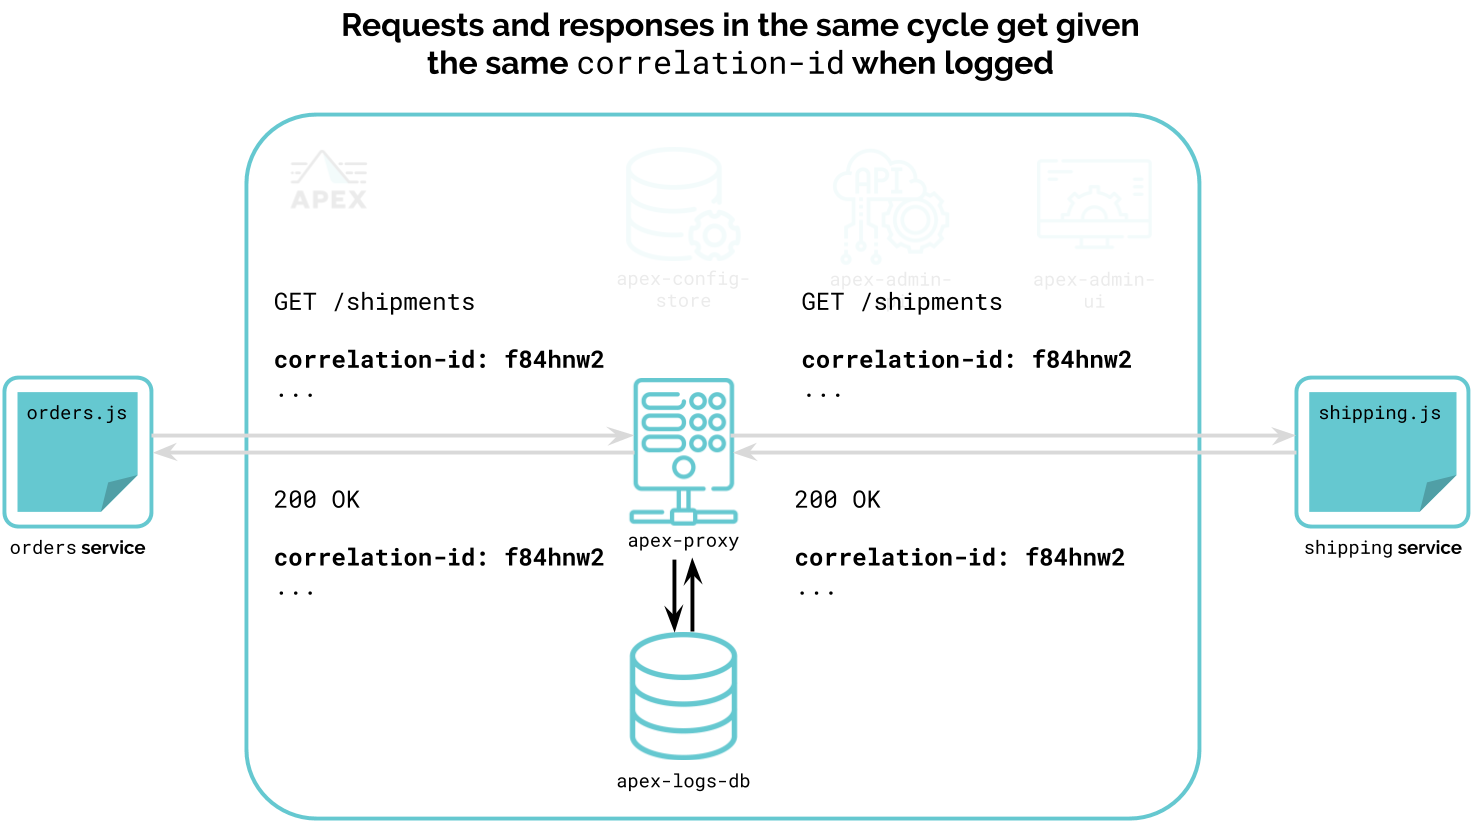 Requests and responses in the same cycle get given
the same correlation-id when logged
APEX
API
apex-config-
store
apex-admin-
apex-admin-
ui
GET /shipments
correlation-id: f84hnw2
...
GET /shipments
correlation-id: f84hnw2
...
orders.js
orders service
shipping.js
shipping service
200 OK
correlation-id: f84hnw2
...
200 OK
correlation-id: f84hnw2
...
apex-proxy
apex-logs-db